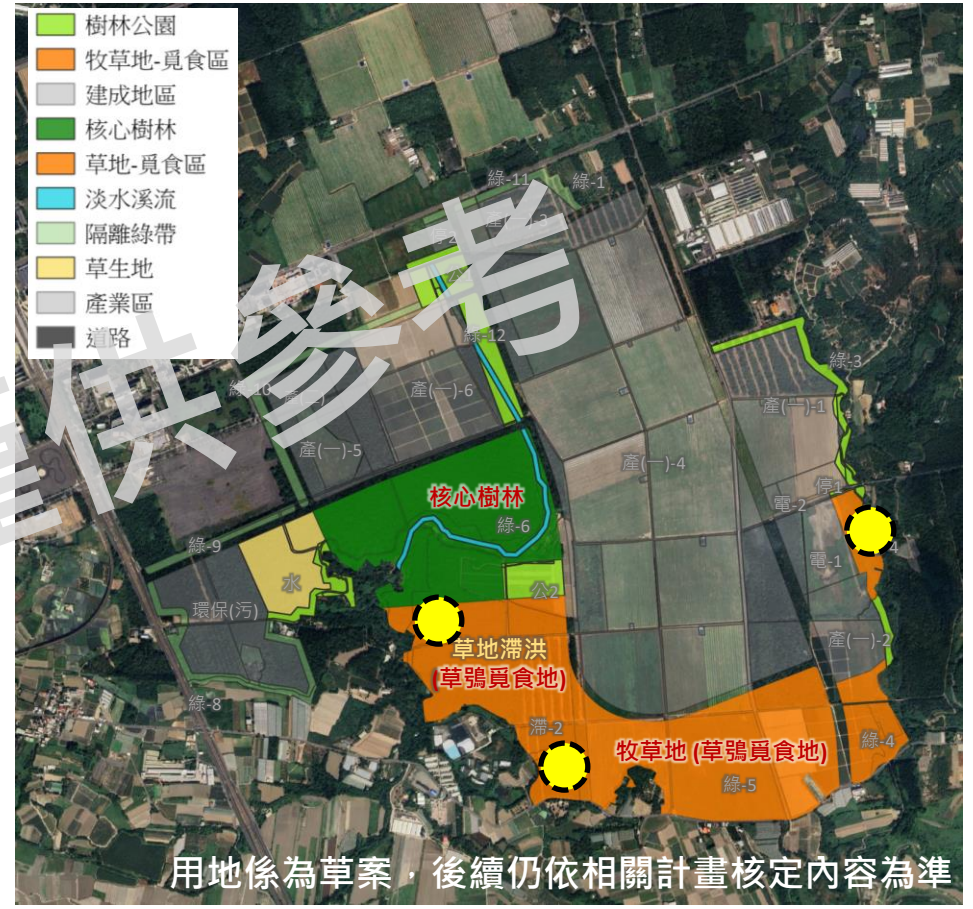 樹林公園
牧草地-覓食區
建成地區
核心樹林
草地-覓食區
淡水溪流
隔離綠帶
草生地
產業區
道路
僅供參考
綠-11
綠-1
產(一)-3
綠-12
綠-3
綠-10
產(一)-6
產(一)-1
產(一)-5
產(一)-4
核心樹林
綠-6
停1
電-2
綠-9
水
公2
電-1
環保(污)
草地滯洪
(草鴞覓食地)
產(一)-2
綠-8
滯-2
牧草地 (草鴞覓食地)
綠-4
綠-5
用地係為草案，後續仍依相關計畫核定內容為準